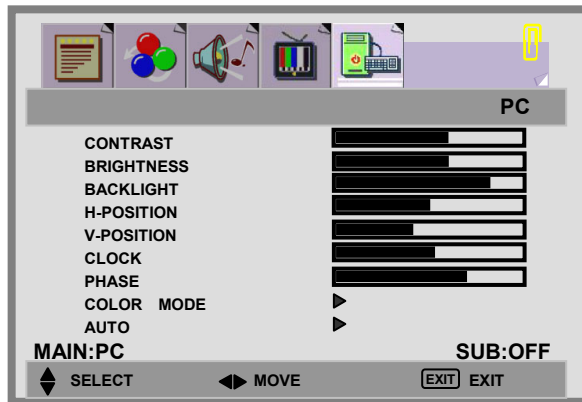 PC
CONTRAST
BRIGHTNESS
BACKLIGHT
H-POSITION
V-POSITION
CLOCK
PHASE
COLOR MODE
AUTO
MAIN:PC SUB:OFF
SELECT MOVE EXIT EXIT